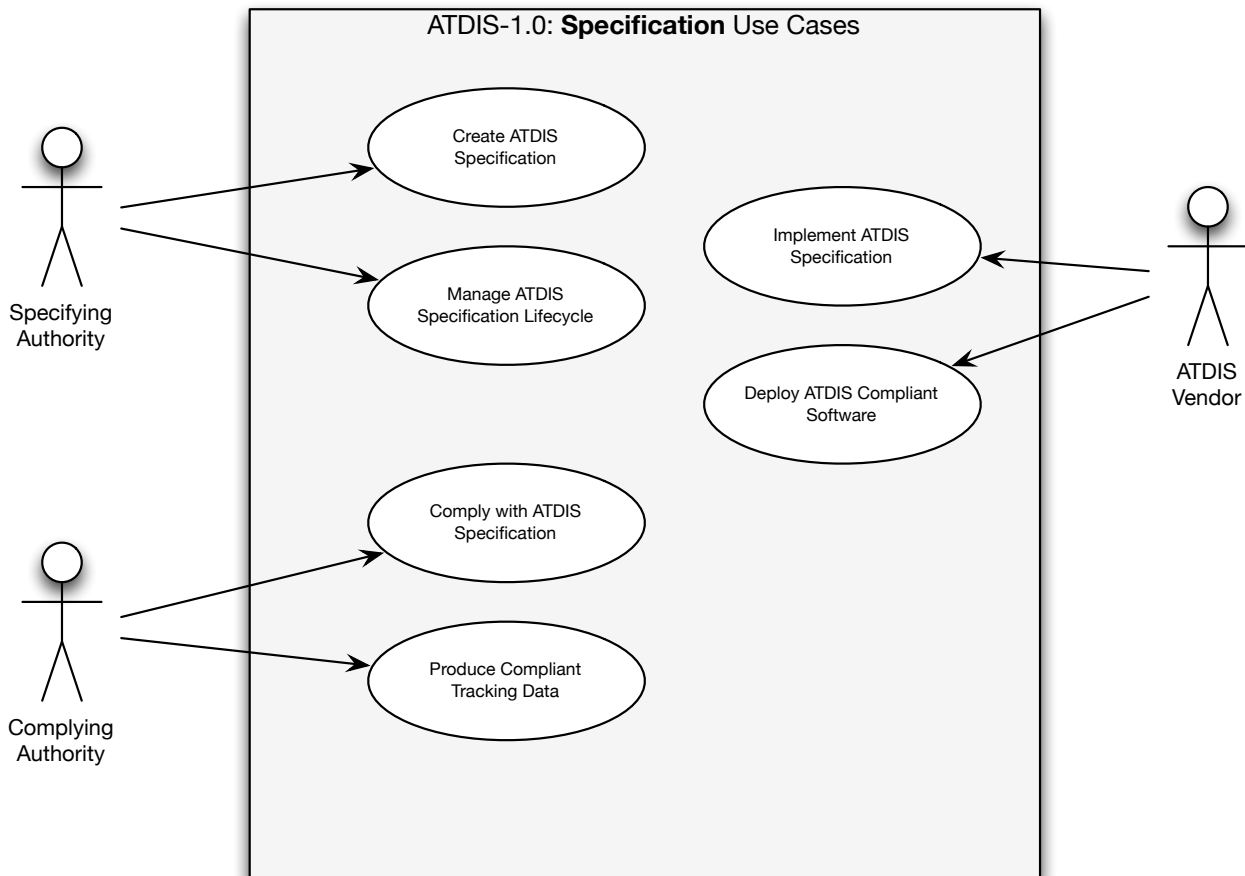 ATDIS-1.0: Specification Use Cases
Create ATDIS
Specification
Implement ATDIS
Specification
Manage ATDIS
Specification Lifecycle
Specifying
Authority
Deploy ATDIS Compliant
Software
ATDIS
Vendor
Comply with ATDIS
Specification
Produce Compliant
Tracking Data
Complying
Authority